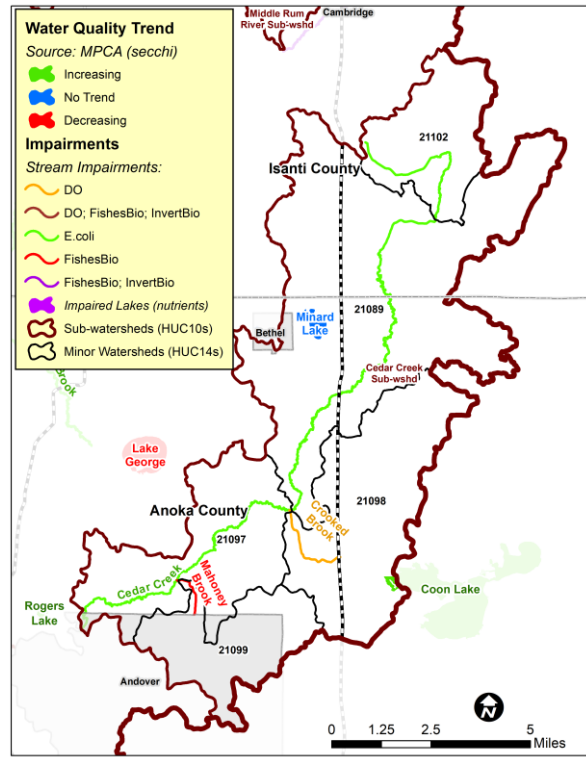 Middle Rum
River Sub-wshd
Cambridge
Water Quality Trend
Source: MPCA (secchi)
Increasing
No Trend
Decreasing
Impairments
Stream Impairments:
DO
DO; FishesBio; InvertBio
E.coli
FishesBio
FishesBio; InvertBio
Impaired Lakes (nutrients)
Sub-watersheds (HUC10s)
Minor Watersheds (HUC14s)
21102
Isanti County
21089
Minard
Lake
Bethel
Cedar Creek
Sub-wshd
Brook
Lake
George
21098
Anoka County
Crooked
Brook
21097
Cedar Creek
Mahoney
Brook
Coon Lake
Rogers
Lake
21099
Andover
N
0 1.25 2.5 5
Miles